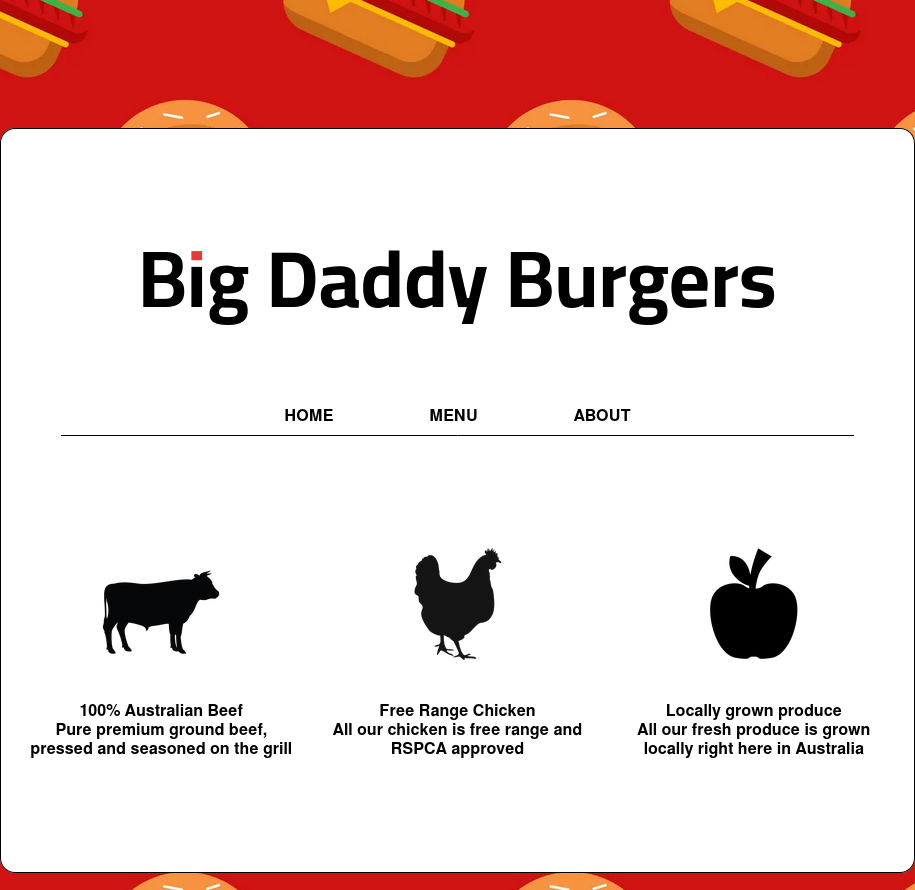 Big Daddy Burgers
HOME MENU ABOUT
100% Australian Beef
Pure premium ground beef,
pressed and seasoned on the grill
Free Range Chicken
All our chicken is free range and
RSPCA approved
Locally grown produce
All our fresh produce is grown
locally right here in Australia